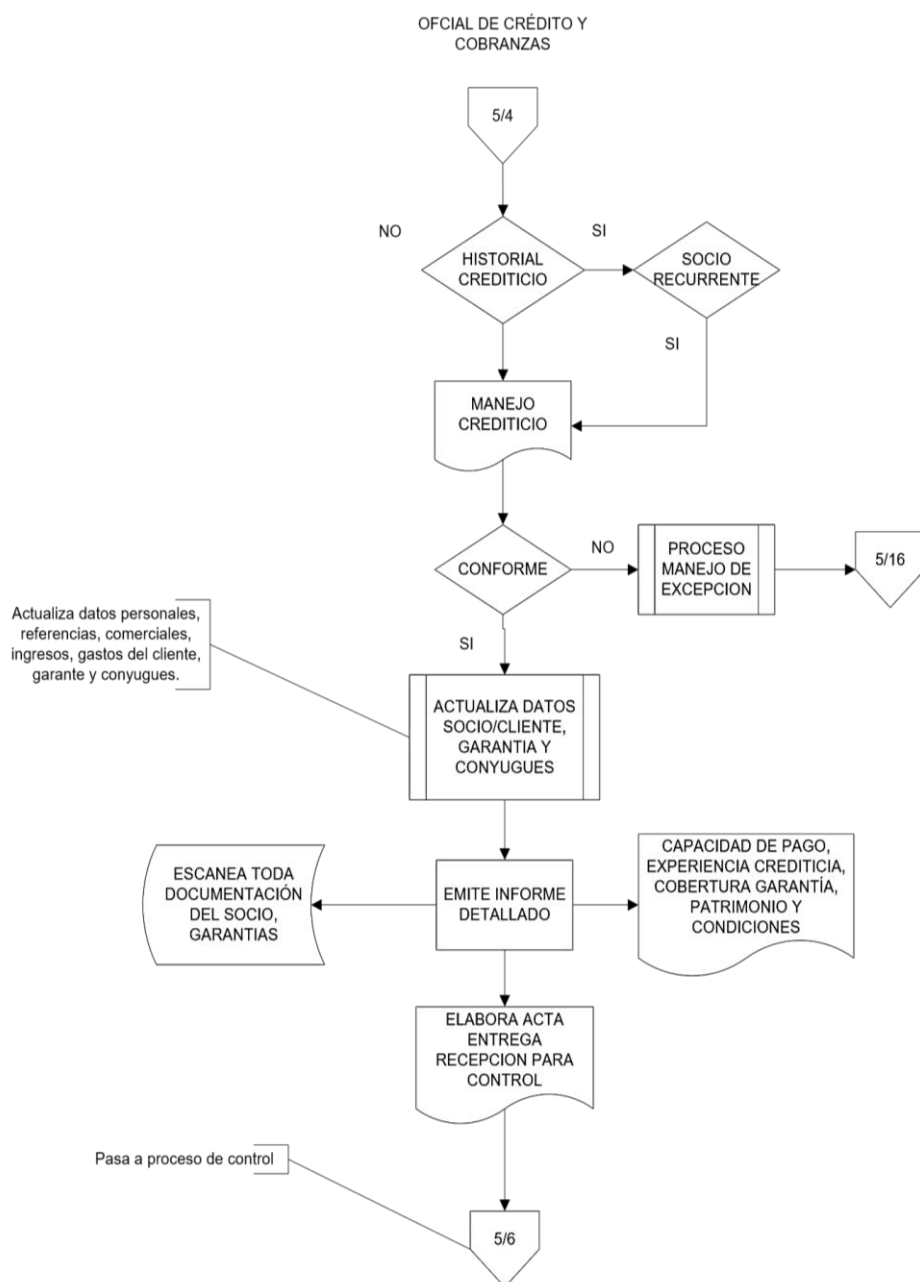 OFCIAL DE CRÉDITO Y
COBRANZAS
5/4
NO
SI
HISTORIAL
CREDITICIO
SOCIO
RECURRENTE
SI
MANEJO
CREDITICIO
CONFORME
NO
PROCESO
MANEJO DE
EXCEPCION
5/16
Actualiza datos personales,
referencias, comerciales,
ingresos, gastos del cliente,
garante y conyugues.
SI
ACTUALIZA DATOS
SOCIO/CLIENTE,
GARANTIA Y
CONYUGUES
ESCANEA TODA
DOCUMENTACIÓN
DEL SOCIO,
GARANTIAS
EMITE INFORME
DETALLADO
CAPACIDAD DE PAGO,
EXPERIENCIA CREDITICIA,
COBERTURA GARANTÍA,
PATRIMONIO Y
CONDICIONES
ELABORA ACTA
ENTREGA
RECEPCION PARA
CONTROL
Pasa a proceso de control
5/6